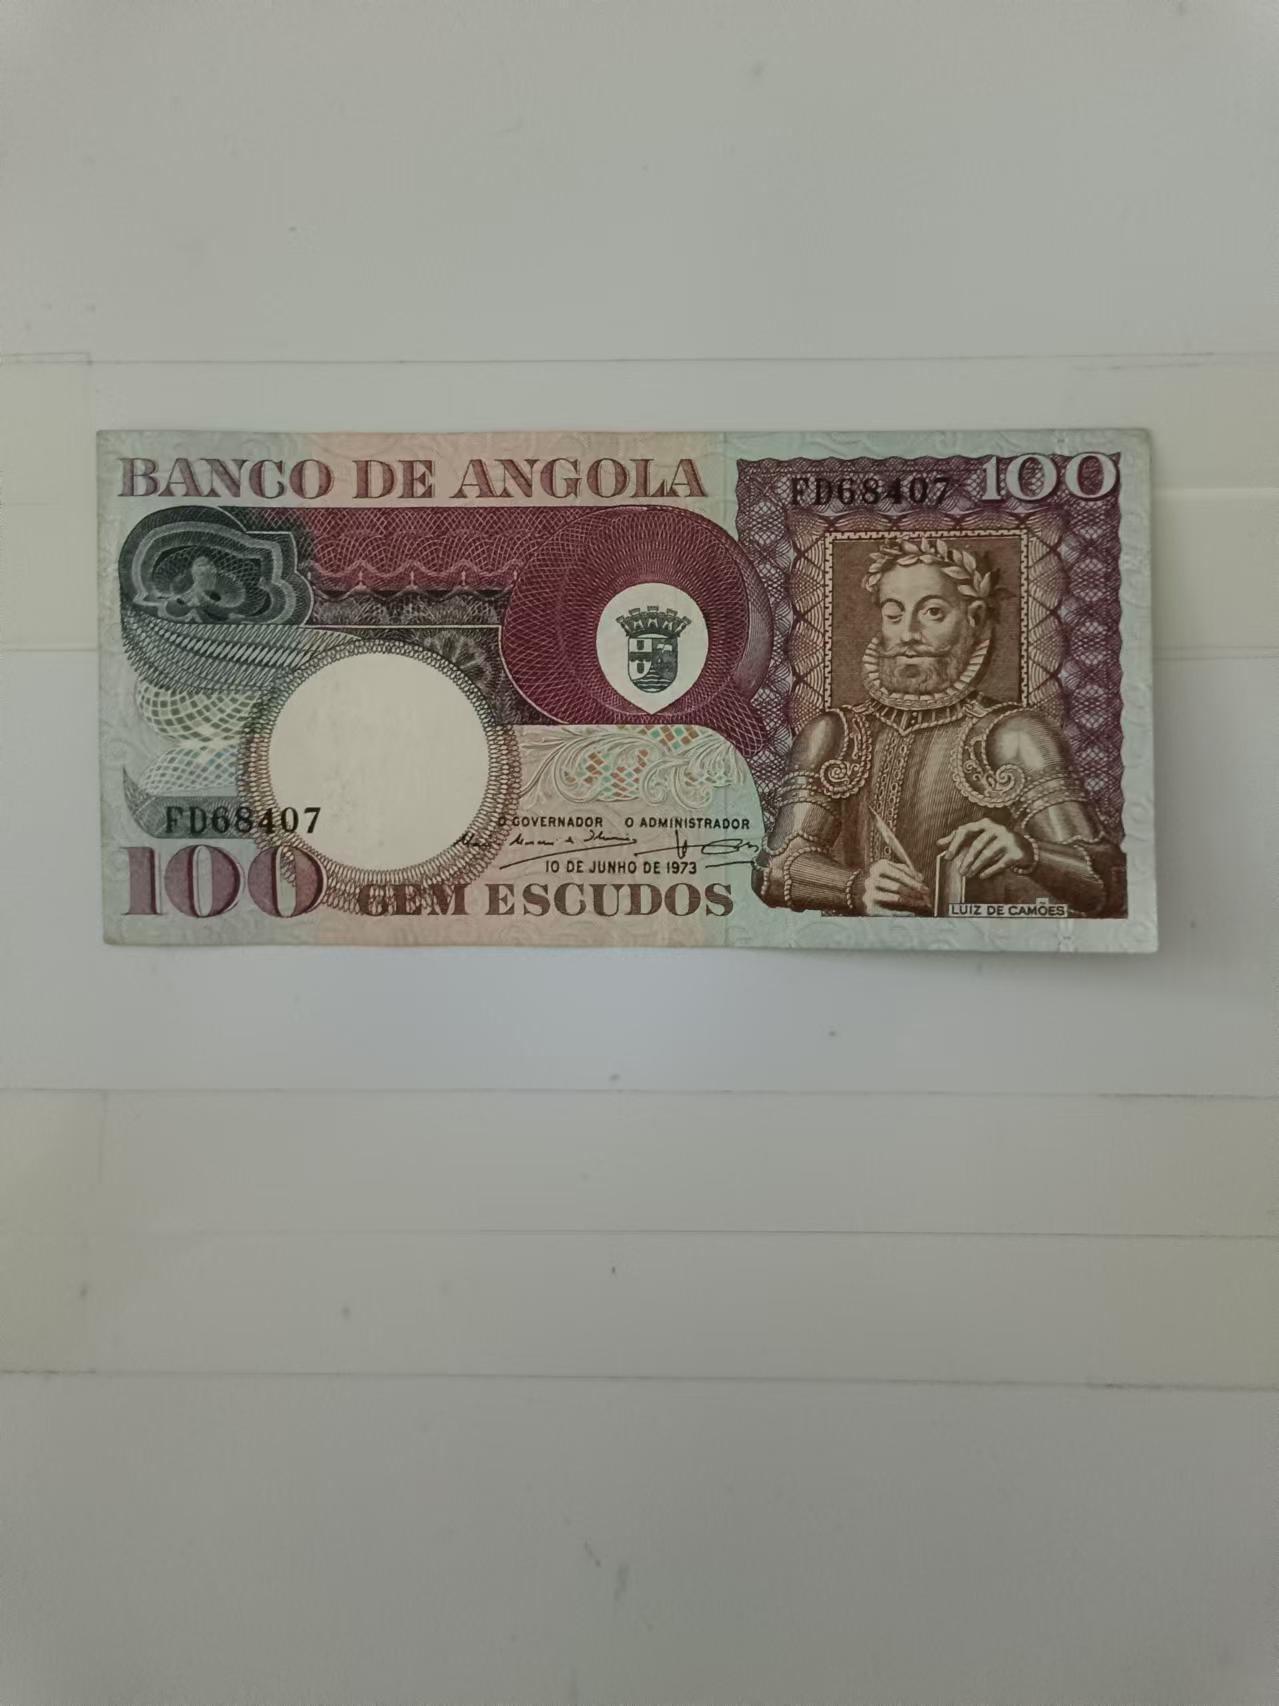 BANCO DE ANGOLA
FD68407 100
FD68407
O GOVERNADOR O ADMINISTRADOR
10 DE JUNHO DE 1973
100 CEM ESCUDOS
LUIZ DE CAMÕES